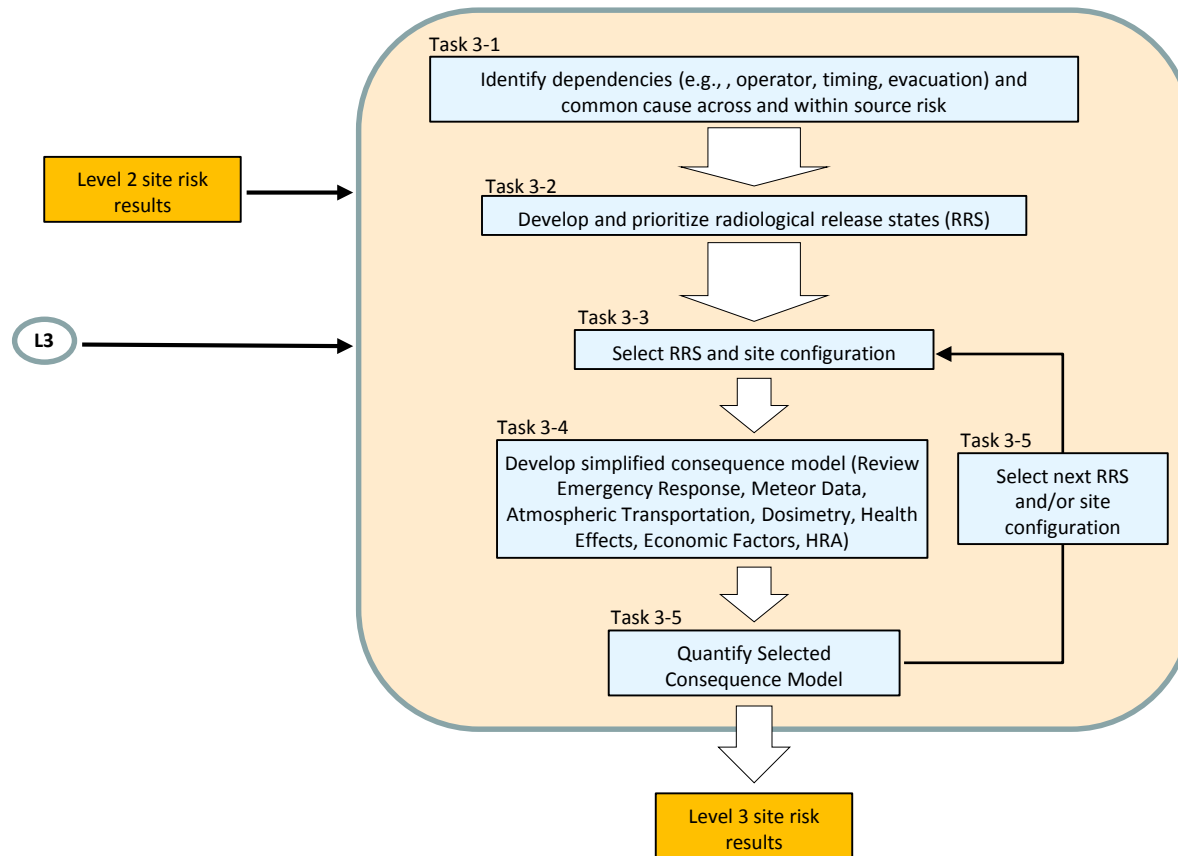 Task 3-1
Identify dependencies (e.g., , operator, timing, evacuation) and
common cause across and within source risk
Level 2 site risk
results
Task 3-2
Develop and prioritize radiological release states (RRS)
L3
Task 3-3
Select RRS and site configuration
Task 3-4
Develop simplified consequence model (Review
Emergency Response, Meteor Data,
Atmospheric Transportation, Dosimetry, Health
Effects, Economic Factors, HRA)
Task 3-5
Select next RRS
and/or site
configuration
Task 3-5
Quantify Selected
Consequence Model
Level 3 site risk
results